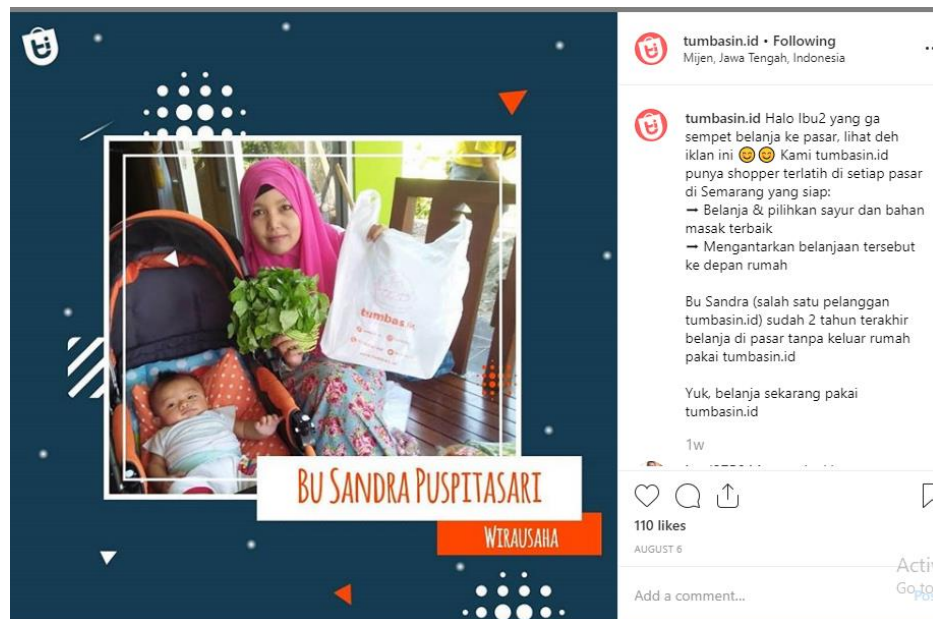 tumbasin.id • Following
Mijen, Jawa Tengah, Indonesia
tumbasin.id Halo Ibu2 yang ga
sempet belanja ke pasar, lihat deh
iklan ini 😊😊 Kami tumbasin.id
punya shopper terlatih di setiap pasar
di Semarang yang siap:
→ Belanja & pilihkan sayur dan bahan
masak terbaik
→ Mengantarkan belanjaan tersebut
ke depan rumah
Bu Sandra (salah satu pelanggan
tumbasin.id) sudah 2 tahun terakhir
belanja di pasar tanpa keluar rumah
pakai tumbasin.id
Yuk, belanja sekarang pakai
tumbasin.id
1w
tumbas
BU SANDRA PUSPITASARI
WIRAUSAHA
110 likes
AUGUST 6
Add a comment...
Acti
Go to